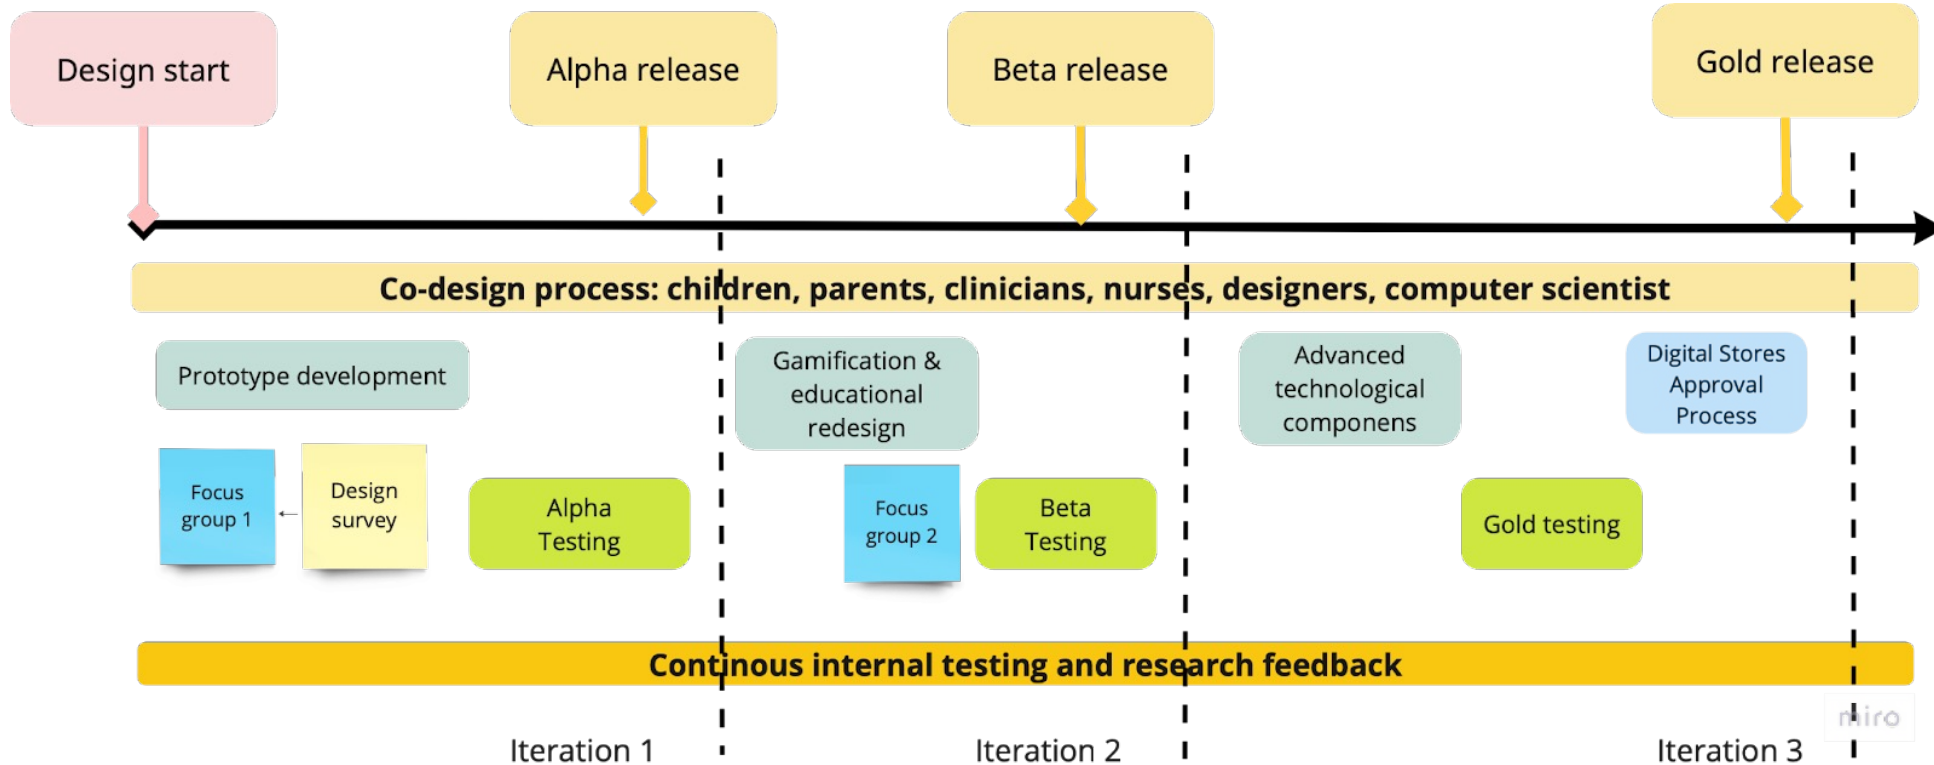 Design start
Alpha release
Beta release
Gold release
Co-design process: children, parents, clinicians, nurses, designers, computer scientist
Prototype development
Gamification &
educational
redesign
Advanced
technological
componens
Digital Stores
Approval
Process
Focus
group 1
Design
survey
Alpha
Testing
Focus
group 2
Beta
Testing
Gold testing
Continous internal testing and research feedback
miro
Iteration 1
Iteration 2
Iteration 3